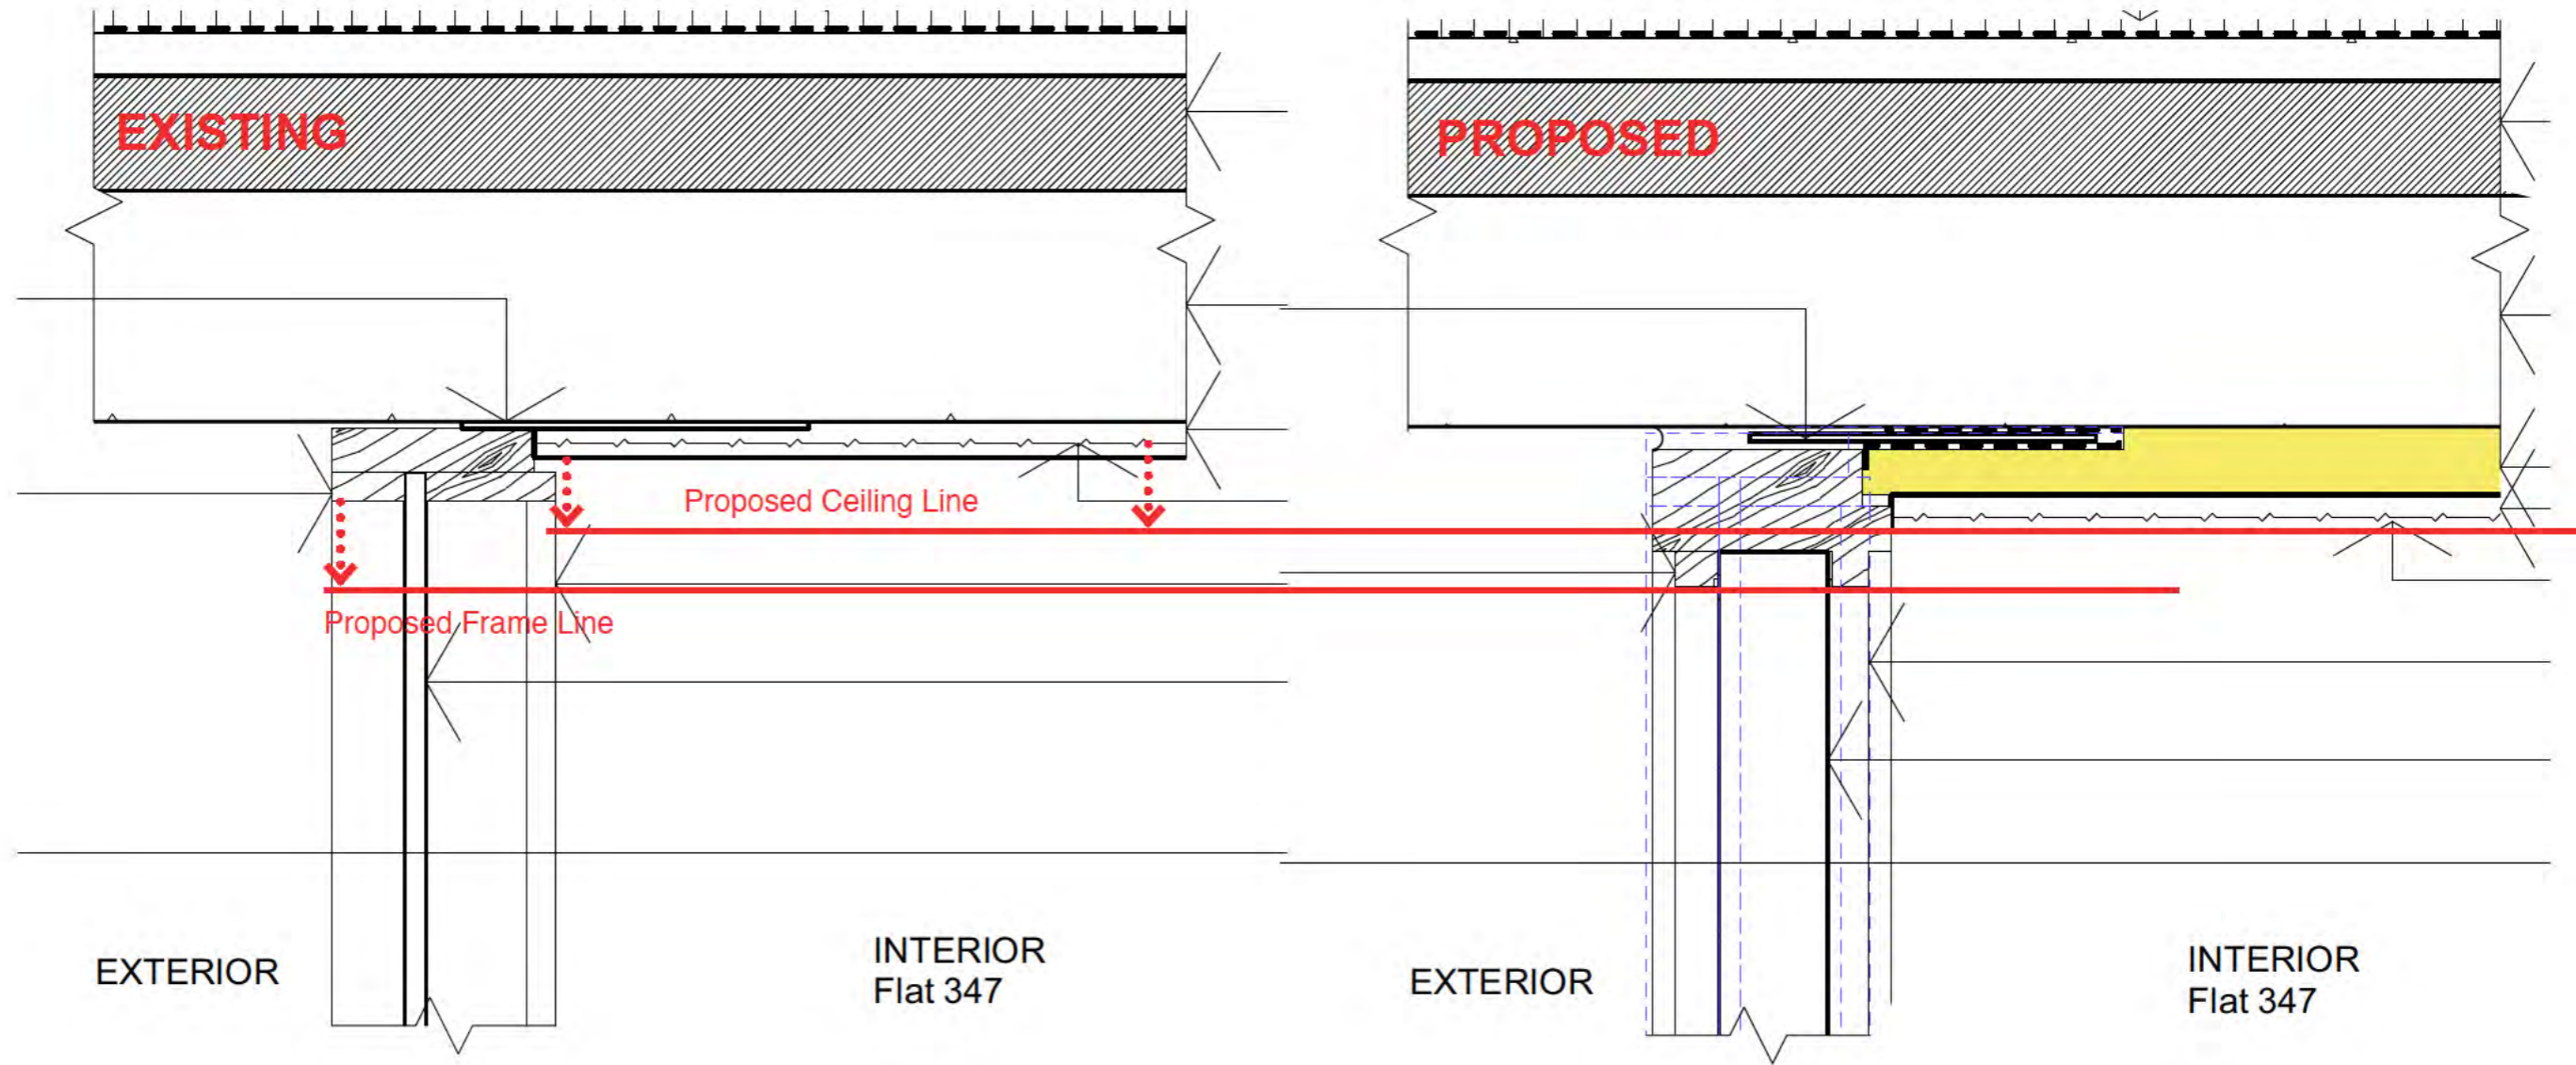 EXISTING
PROPOSED
Proposed Ceiling Line
Proposed Frame Line
EXTERIOR
INTERIOR
Flat 347
EXTERIOR
INTERIOR
Flat 347